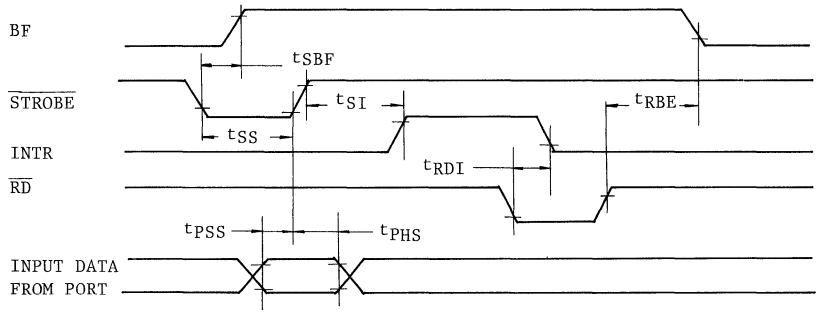 BF
tSBF
STROBE
tSI
tRBE
tSS
INTR
tRDI
RD
tPSS
tPHS
INPUT DATA
FROM PORT